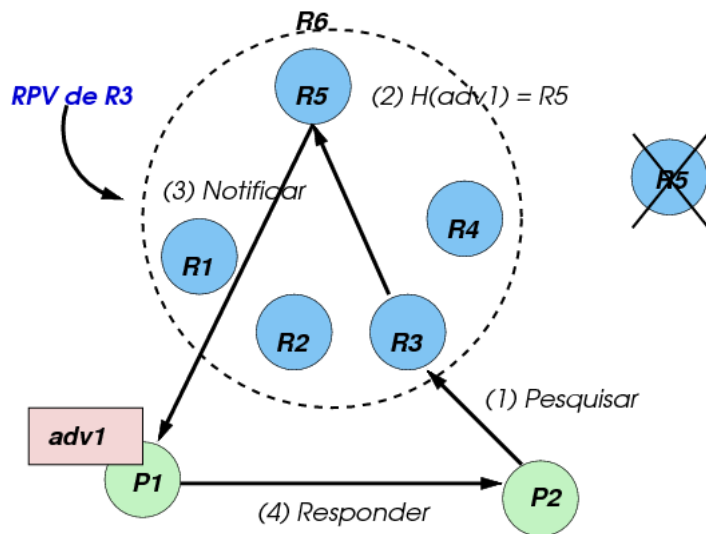 R6
RPV de R3
R5
(2) H(adv1) = R5
R5
(3) Notificar
R4
R1
R2
R3
(1) Pesquisar
adv1
P1
P2
(4) Responder